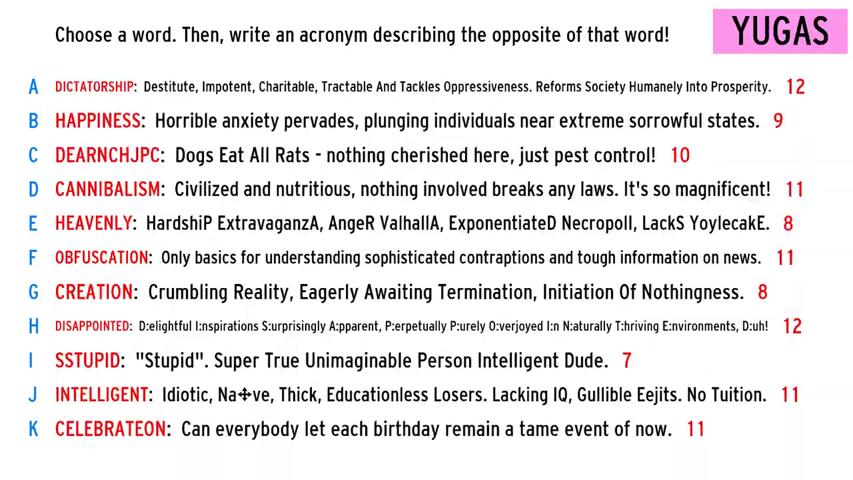 Choose a word. Then, write an acronym describing the opposite of that word!
YUGAS
A DICTATORSHIP: Destitute, Impotent, Charitable, Tractable And Tackles Oppressiveness. Reforms Society Humanely Into Prosperity. 12
B HAPPINESS: Horrible anxiety pervades, plunging individuals near extreme sorrowful states. 9
C DEARNCHJPC: Dogs Eat All Rats - nothing cherished here, just pest control! 10
D CANNIBALISM: Civilized and nutritious, nothing involved breaks any laws. It's so magnificent! 11
E HEAVENLY: HardshiP ExtravaganzA, AngeR ValhallA, ExponentiateD NecropolI, LackS YoylecakE. 8
F OBFUSCATION: Only basics for understanding sophisticated contraptions and tough information on news. 11
G CREATION: Crumbling Reality, Eagerly Awaiting Termination, Initiation Of Nothingness. 8
H DISAPPOINTED: D:elightful I:nspirations S:urprisingly A:pparent, P:erpetually P:urely O:verjoyed I:n N:aturally T:hriving E:nvironments, D:uh! 12
I SSTUPID: "Stupid". Super True Unimaginable Person Intelligent Dude. 7
J INTELLIGENT: Idiotic, Na✣ve, Thick, Educationless Losers. Lacking IQ, Gullible Eejits. No Tuition. 11
K CELEBRATEON: Can everybody let each birthday remain a tame event of now. 11